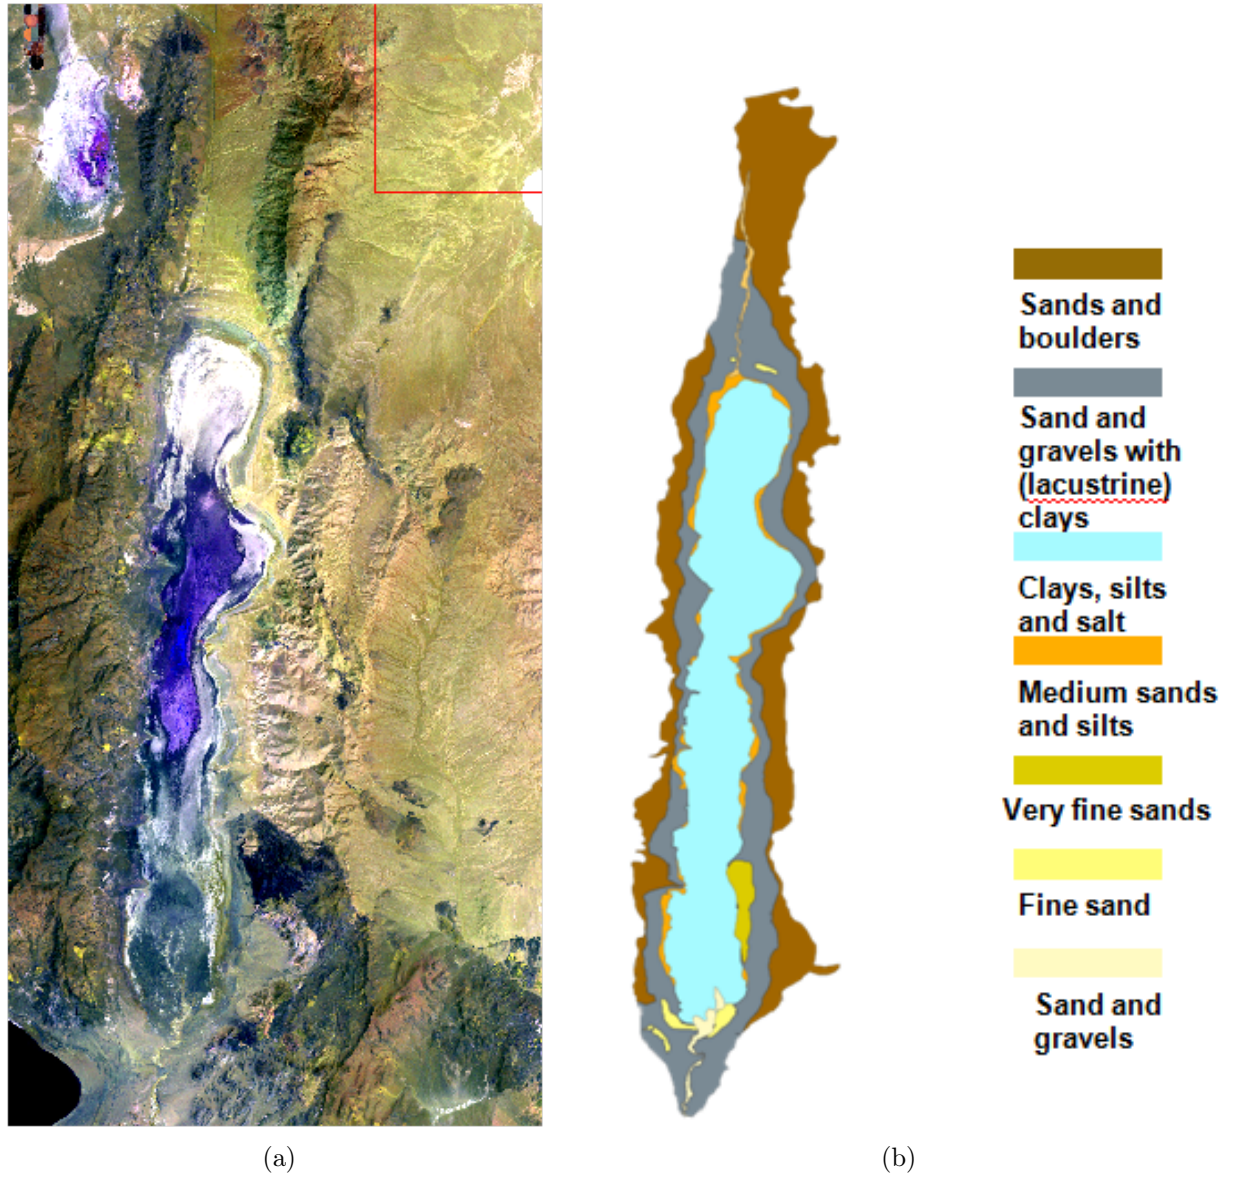 Sands and
boulders
Sand and
gravels with
(lacustrine)
clays
Clays, silts
and salt
Medium sands
and silts
Very fine sands
Fine sand
Sand and
gravels
(a)
(b)